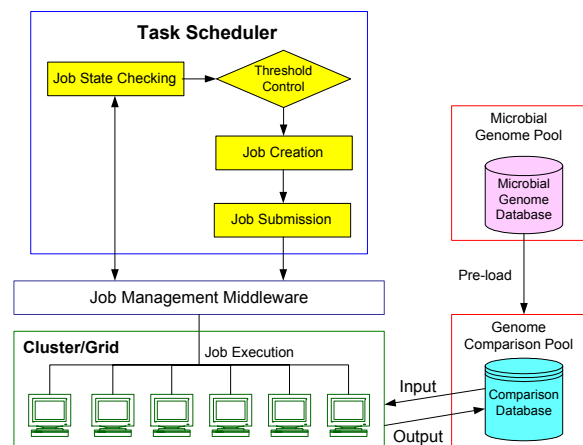 Task Scheduler
Job State Checking
Threshold
Control
Job Creation
Job Submission
Microbial
Genome Pool
Microbial
Genome
Database
Pre-load
Job Management Middleware
Cluster/Grid
Job Execution
Genome
Comparison Pool
Comparison
Database
Input
Output